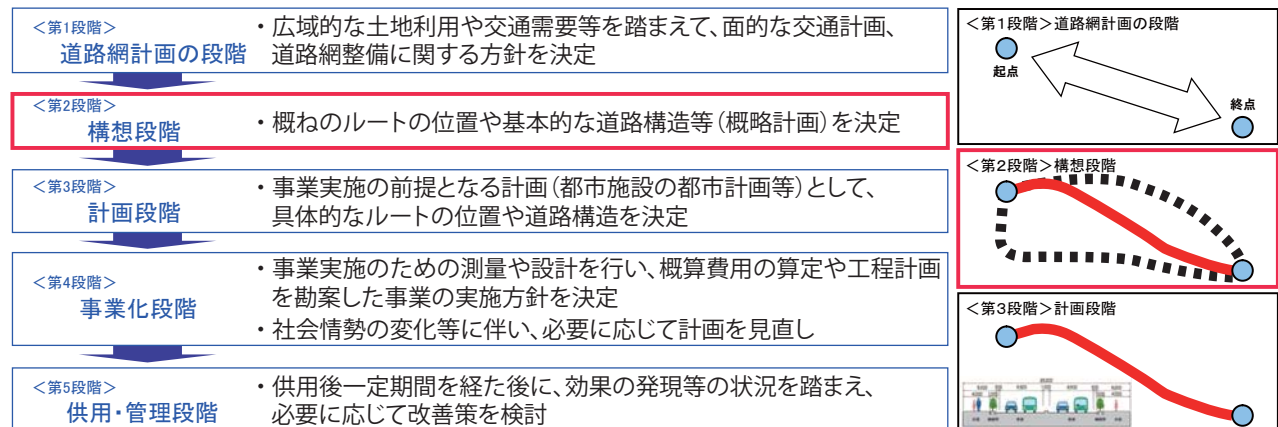 <第1段階>
道路網計画の段階
・広域的な土地利用や交通需要等を踏まえて、面的な交通計画、
道路網整備に関する方針を決定
<第2段階>
構想段階
・概ねのルートの位置や基本的な道路構造等(概略計画)を決定
<第3段階>
計画段階
・事業実施の前提となる計画(都市施設の都市計画等)として、
具体的なルートの位置や道路構造を決定
<第4段階>
事業化段階
・事業実施のための測量や設計を行い、概算費用の算定や工程計画
を勘案した事業の実施方針を決定
・社会情勢の変化等に伴い、必要に応じて計画を見直し
<第5段階>
供用・管理段階
・供用後一定期間を経た後に、効果の発現等の状況を踏まえ、
必要に応じて改善策を検討
<第1段階>道路網計画の段階
起点
終点
<第2段階>構想段階
<第3段階>計画段階